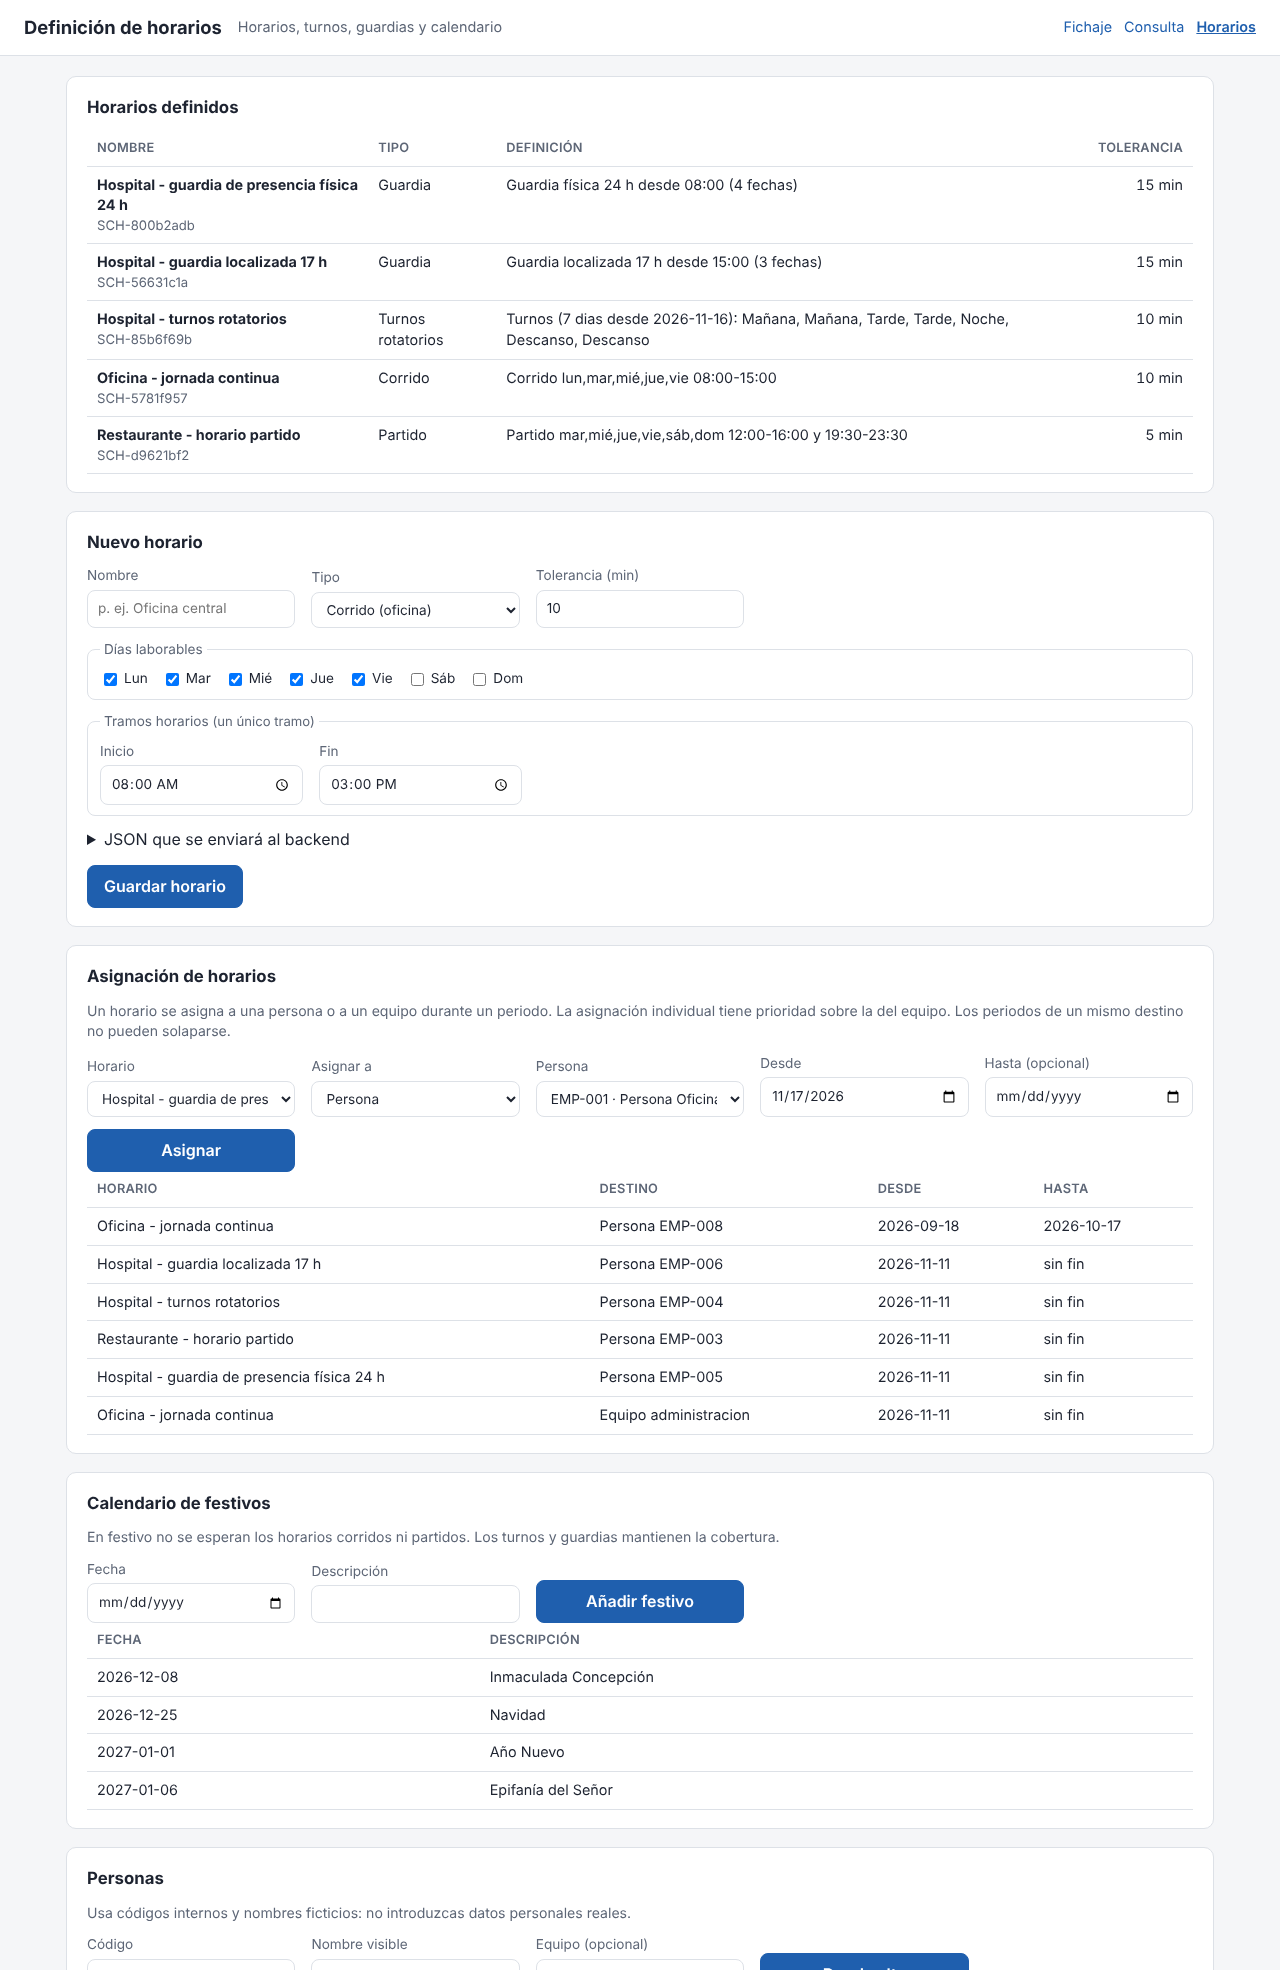 Definición de horarios Horarios, turnos, guardias y calendario Fichaje Consulta Horarios
Horarios definidos
NOMBRE TIPO DEFINICIÓN TOLERANCIA
Hospital - guardia de presencia física Guardia Guardia física 24 h desde 08:00 (4 fechas) 15 min
24 h
SCH-800b2adb
Hospital - guardia localizada 17 h Guardia Guardia localizada 17 h desde 15:00 (3 fechas) 15 min
SCH-56631c1a
Hospital - turnos rotatorios Turnos Turnos (7 dias desde 2026-11-16): Mañana, Mañana, Tarde, Tarde, Noche, 10 min
SCH-85b6f69b rotatorios Descanso, Descanso
Oficina - jornada continua Corrido Corrido lun,mar,mié,jue,vie 08:00-15:00 10 min
SCH-5781f957
Restaurante - horario partido Partido Partido mar,mié,jue,vie,sáb,dom 12:00-16:00 y 19:30-23:30 5 min
SCH-d9621bf2
Nuevo horario
Nombre Tipo Tolerancia (min)
p. ej. Oficina central Corrido (oficina) 10
Días laborables
Lun Mar Mié Jue Vie Sáb Dom
Tramos horarios (un único tramo)
Inicio Fin
08:00 AM 03:00 PM
JSON que se enviará al backend
Guardar horario
Asignación de horarios
Un horario se asigna a una persona o a un equipo durante un periodo. La asignación individual tiene prioridad sobre la del equipo. Los periodos de un mismo destino
no pueden solaparse.
Horario Asignar a Persona Desde Hasta (opcional)
Hospital - guardia de pres Persona EMP-001 · Persona Oficina 11/17/2026 mm/dd/yyyy
Asignar
HORARIO DESTINO DESDE HASTA
Oficina - jornada continua Persona EMP-008 2026-09-18 2026-10-17
Hospital - guardia localizada 17 h Persona EMP-006 2026-11-11 sin fin
Hospital - turnos rotatorios Persona EMP-004 2026-11-11 sin fin
Restaurante - horario partido Persona EMP-003 2026-11-11 sin fin
Hospital - guardia de presencia física 24 h Persona EMP-005 2026-11-11 sin fin
Oficina - jornada continua Equipo administracion 2026-11-11 sin fin
Calendario de festivos
En festivo no se esperan los horarios corridos ni partidos. Los turnos y guardias mantienen la cobertura.
Fecha Descripción
mm/dd/yyyy Añadir festivo
FECHA DESCRIPCIÓN
2026-12-08 Inmaculada Concepción
2026-12-25 Navidad
2027-01-01 Año Nuevo
2027-01-06 Epifanía del Señor
Personas
Usa códigos internos y nombres ficticios: no introduzcas datos personales reales.
Código Nombre visible Equipo (opcional)